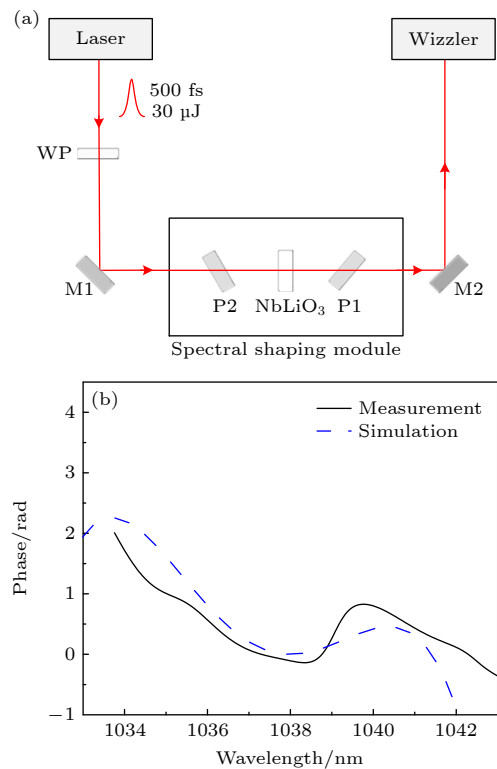 (a)
Laser
Wizzler
500 fs
30 µJ
WP
M1
P2
NbLiO₃
P1
M2
Spectral shaping module
(b)
Measurement
Simulation
Phase/rad
4
3
2
1
0
−1
1034
1036
1038
1040
1042
Wavelength/nm